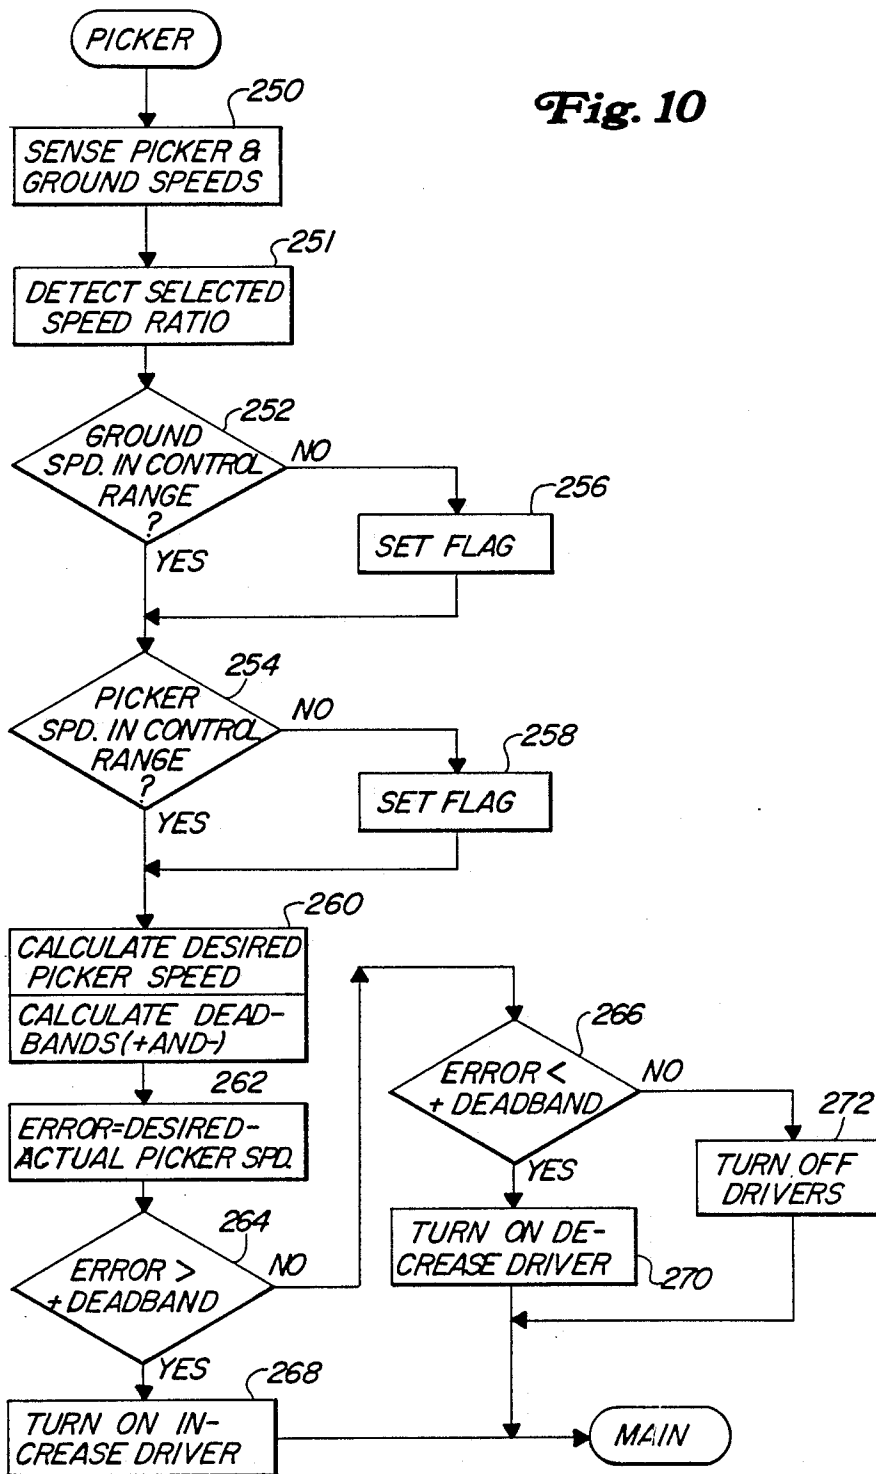 PICKER
Fig. 10
250
SENSE PICKER &
GROUND SPEEDS
251
DETECT SELECTED
SPEED RATIO
252
GROUND
SPD. IN CONTROL
RANGE
?
NO
YES
256
SET FLAG
254
PICKER
SPD. IN CONTROL
RANGE
?
NO
YES
258
SET FLAG
260
CALCULATE DESIRED
PICKER SPEED
CALCULATE DEAD-
BANDS (+AND-)
262
ERROR=DESIRED-
ACTUAL PICKER SPD.
264
ERROR >
+ DEADBAND
NO
YES
266
ERROR <
+ DEADBAND
NO
YES
272
TURN OFF
DRIVERS
TURN ON DE-
CREASE DRIVER
270
268
TURN ON IN-
CREASE DRIVER
MAIN